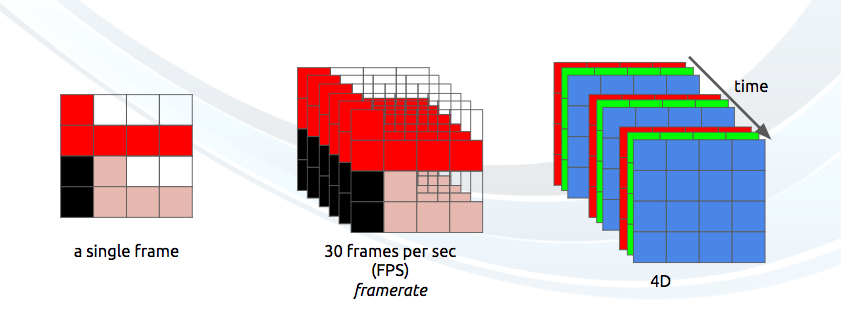 time
a single frame
30 frames per sec
(FPS)
framerate
4D